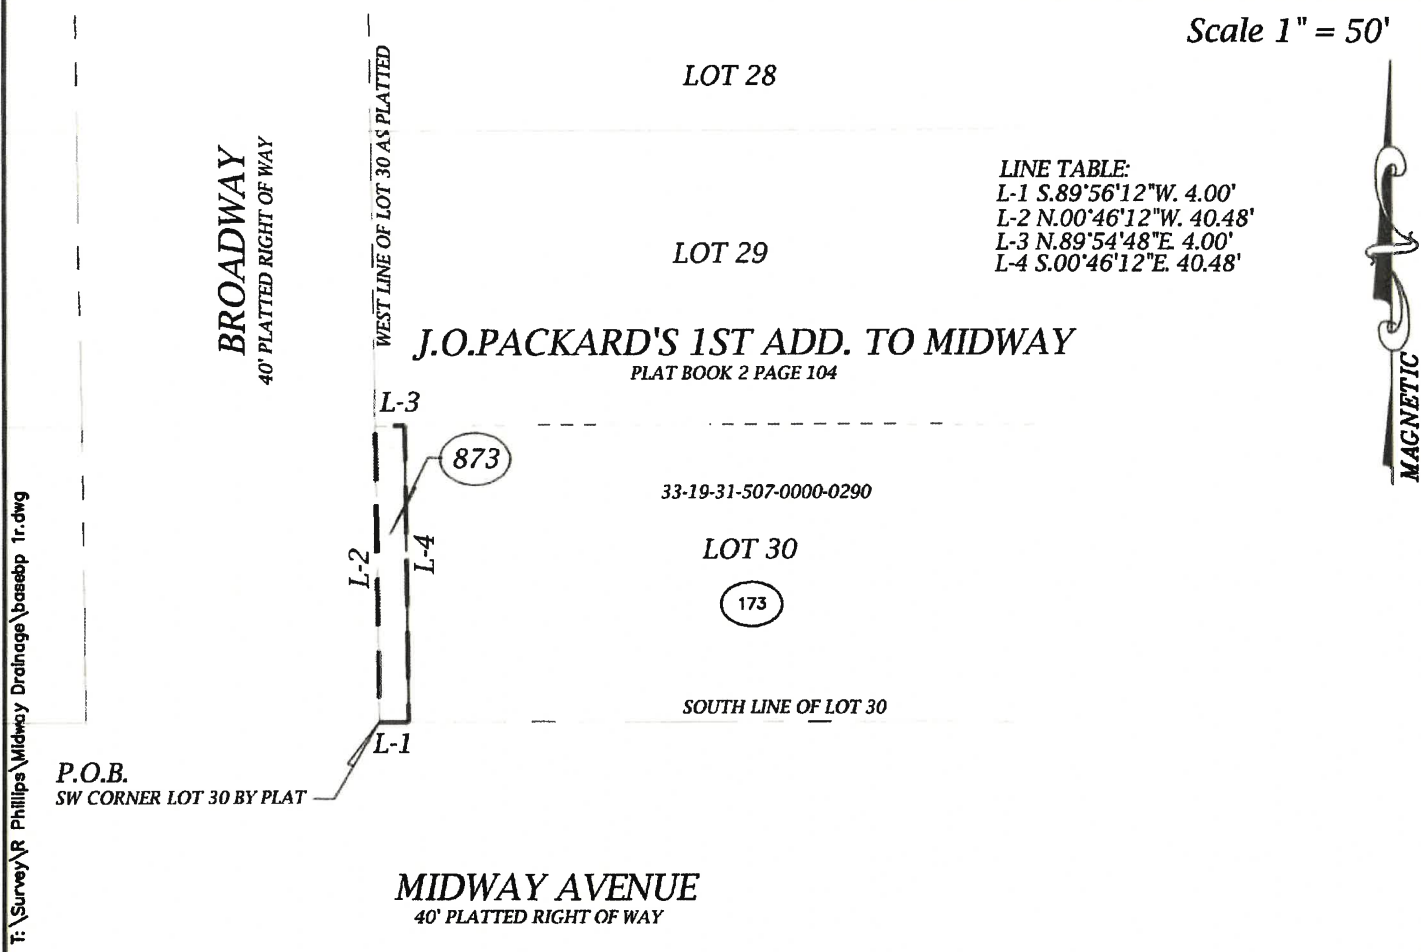 Scale 1" = 50'
LOT 28
WEST LINE OF LOT 30 AS PLATTED
BROADWAY
40' PLATTED RIGHT OF WAY
LINE TABLE:
L-1 S.89°56'12"W. 4.00'
L-2 N.00°46'12"W. 40.48'
L-3 N.89°54'48"E. 4.00'
L-4 S.00°46'12"E. 40.48'
LOT 29
J.O.PACKARD'S 1ST ADD. TO MIDWAY
PLAT BOOK 2 PAGE 104
MAGNETIC
L-3
873
33-19-31-507-0000-0290
L-2
L-4
LOT 30
173
SOUTH LINE OF LOT 30
L-1
P.O.B.
SW CORNER LOT 30 BY PLAT
MIDWAY AVENUE
40' PLATTED RIGHT OF WAY
T:\Survey\R Phillips\Midway Drainage\basebp 1r.dwg